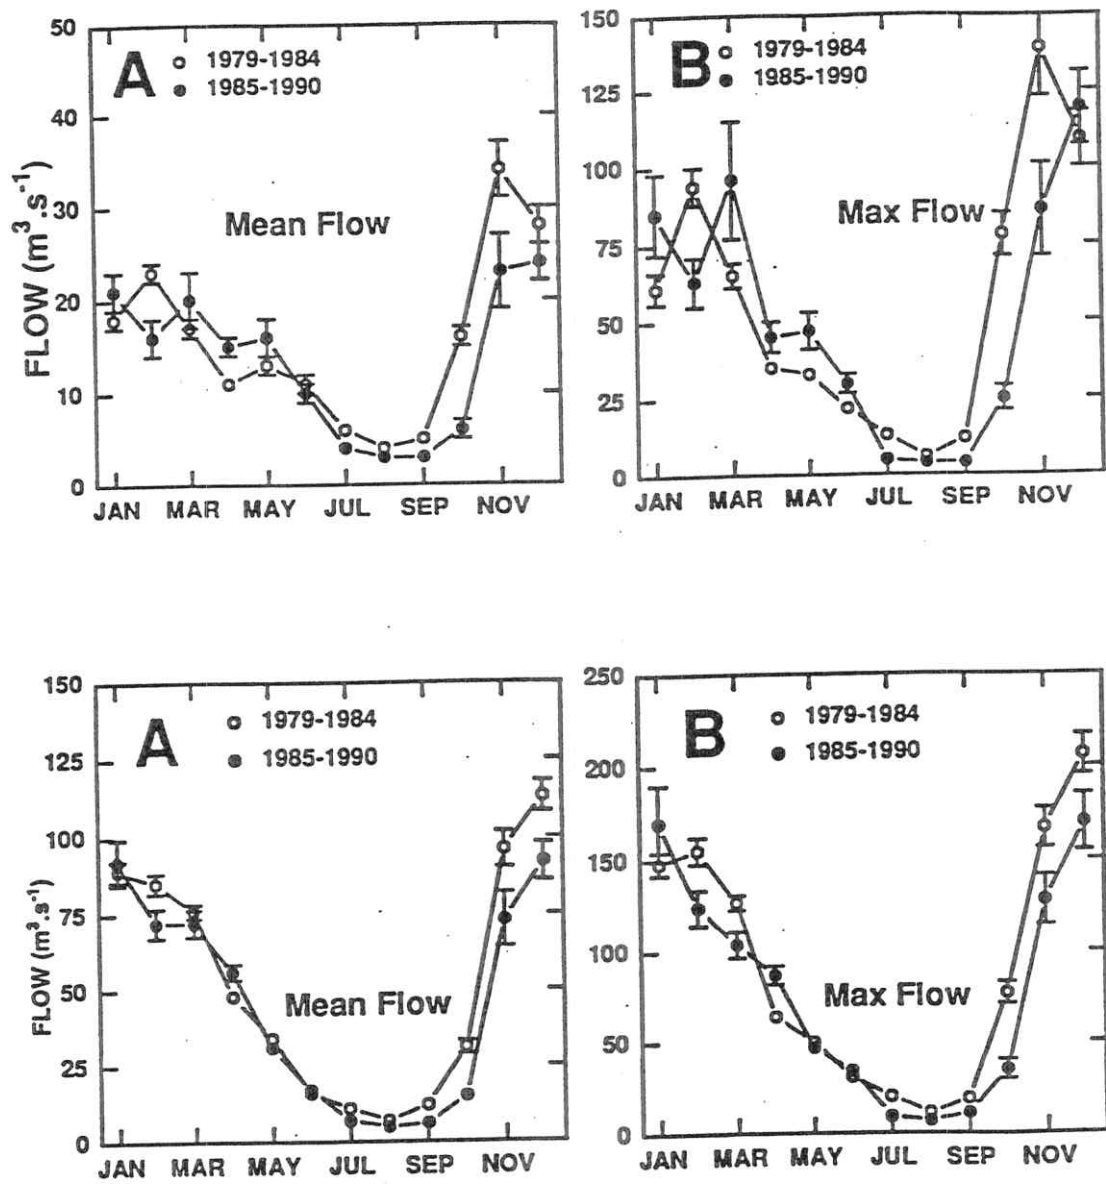 A
1979-1984
1985-1990
Mean Flow
FLOW (m³.s⁻¹)
50
40
30
20
10
0
JAN MAR MAY JUL SEP NOV
B
1979-1984
1985-1990
Max Flow
150
125
100
75
50
25
0
JAN MAR MAY JUL SEP NOV
A
1979-1984
1985-1990
Mean Flow
FLOW (m³.s⁻¹)
150
125
100
75
50
25
0
JAN MAR MAY JUL SEP NOV
B
1979-1984
1985-1990
Max Flow
250
200
150
100
50
0
JAN MAR MAY JUL SEP NOV